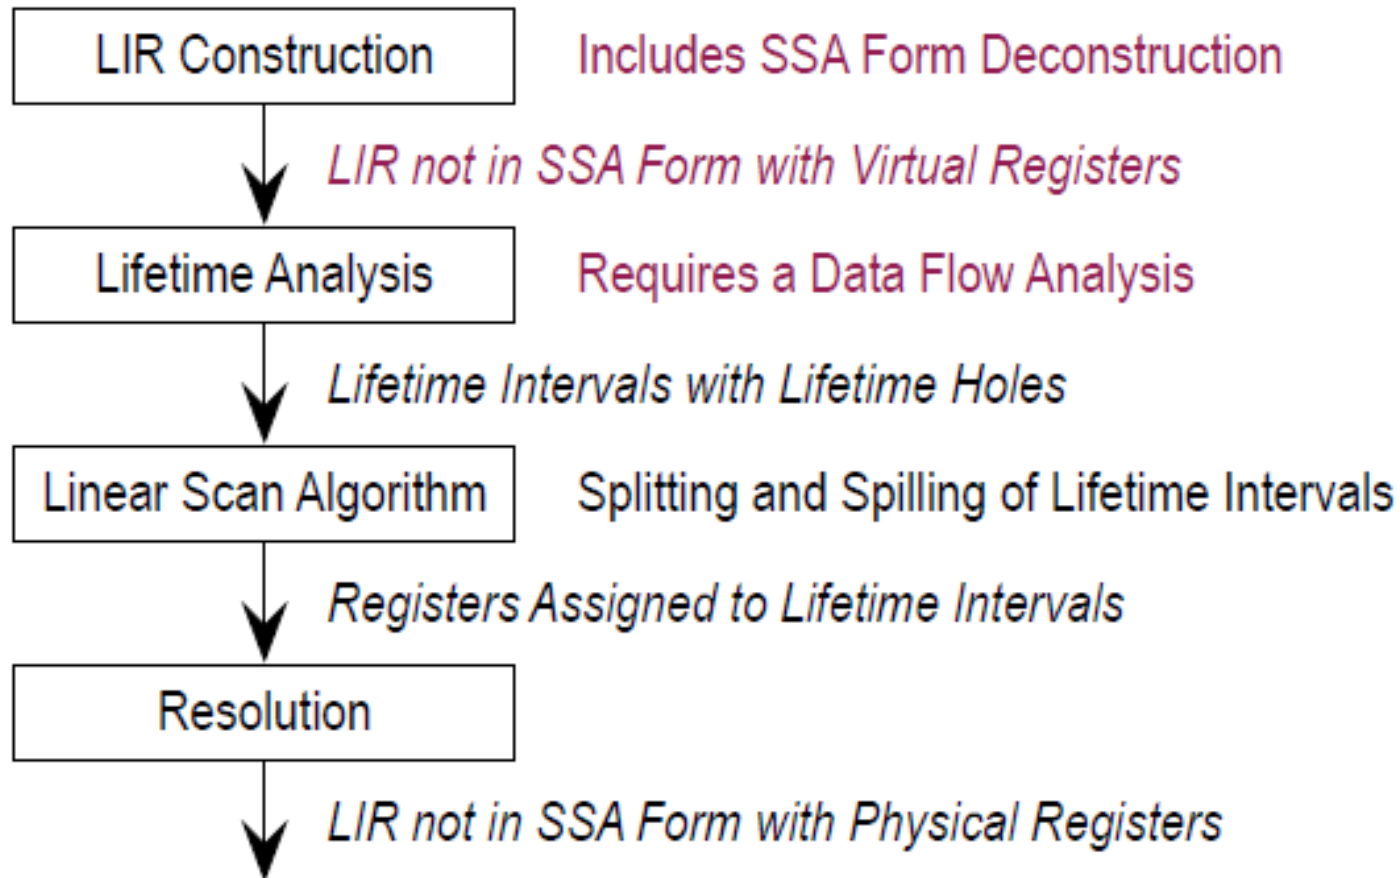 LIR Construction
Includes SSA Form Deconstruction
LIR not in SSA Form with Virtual Registers
Lifetime Analysis
Requires a Data Flow Analysis
Lifetime Intervals with Lifetime Holes
Linear Scan Algorithm
Splitting and Spilling of Lifetime Intervals
Registers Assigned to Lifetime Intervals
Resolution
LIR not in SSA Form with Physical Registers